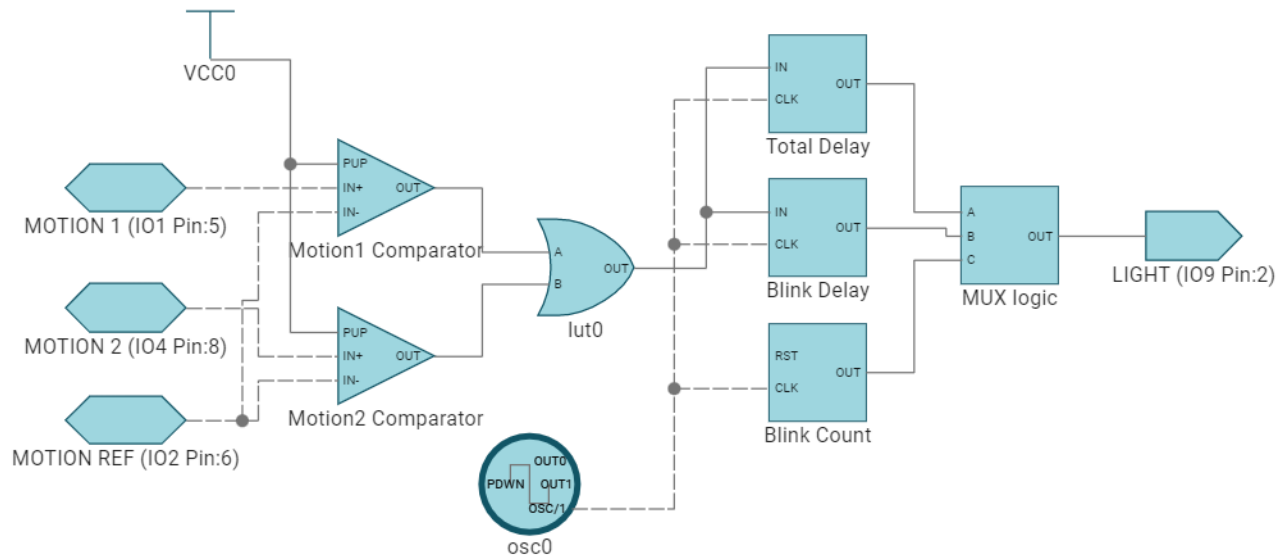 VCC0
PUP
IN+
IN-
OUT
Motion1 Comparator
MOTION 1 (IO1 Pin:5)
MOTION 2 (IO4 Pin:8)
MOTION REF (IO2 Pin:6)
PUP
IN+
IN-
OUT
Motion2 Comparator
A
B
OUT
lut0
OUT0
PDWN
OUT1
OSC/1
osc0
IN
CLK
OUT
Total Delay
IN
CLK
OUT
Blink Delay
RST
CLK
OUT
Blink Count
A
B
C
OUT
MUX logic
LIGHT (IO9 Pin:2)